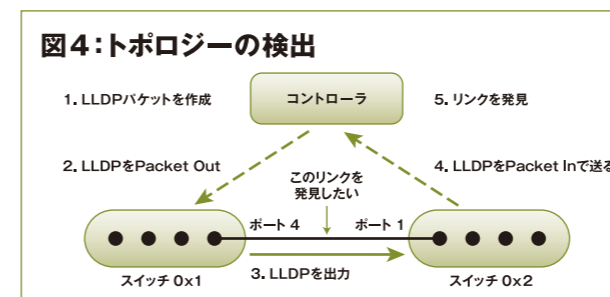 図4:トポロジーの検出
1. LLDPパケットを作成
コントローラ
5. リンクを発見
2. LLDPをPacket Out
4. LLDPをPacket Inで送る
このリンクを
発見したい
ポート 4
ポート 1
3. LLDPを出力
スイッチ 0x1
スイッチ 0x2